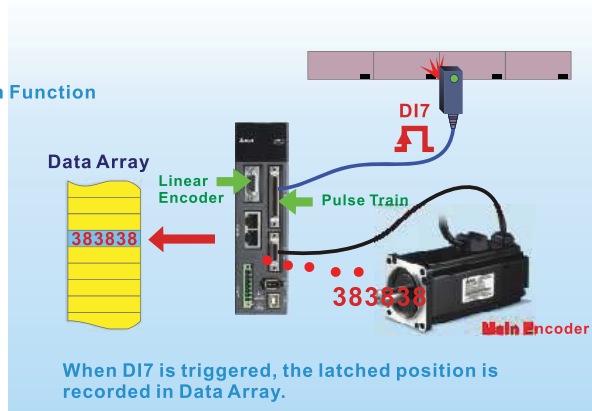 n Function
DI7
Data Array
Linear
Encoder
Pulse Train
383838
383838
Main Encoder
When DI7 is triggered, the latched position is
recorded in Data Array.